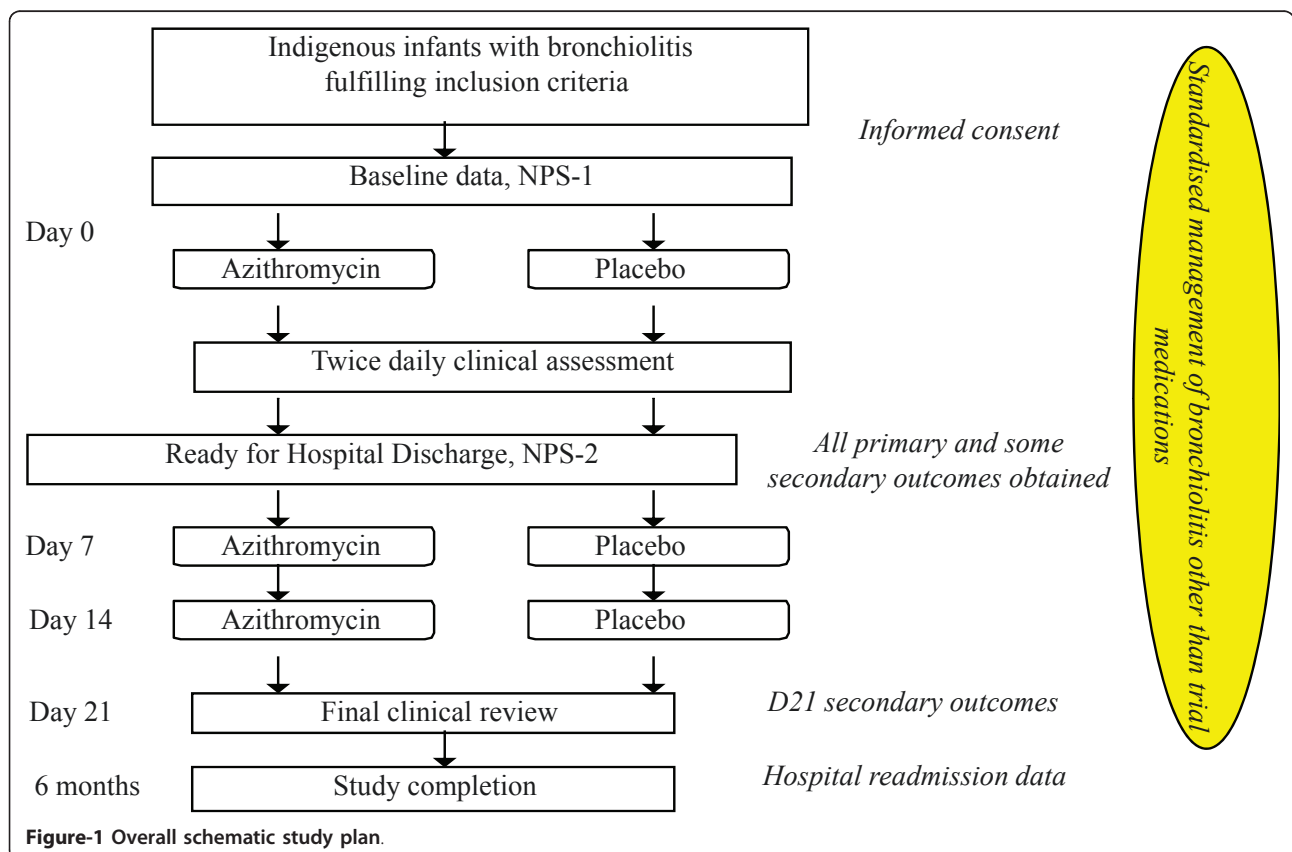 Indigenous infants with bronchiolitis
fulfilling inclusion criteria
Informed consent
Baseline data, NPS-1
Day 0
Azithromycin
Placebo
Twice daily clinical assessment
Ready for Hospital Discharge, NPS-2
All primary and some
secondary outcomes obtained
Day 7
Azithromycin
Placebo
Day 14
Azithromycin
Placebo
Day 21
Final clinical review
D21 secondary outcomes
6 months
Study completion
Hospital readmission data
Standardised management of bronchiolitis other than trial
medications
Figure-1 Overall schematic study plan.